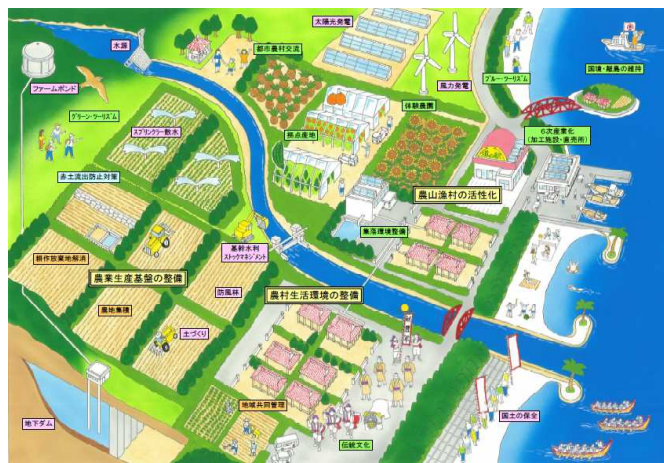 太陽光発電
水源
都市農村交流
国境・離島の維持
ブルー・ツーリズム
風力発電
ファームポンド
体験農園
グリーン・ツーリズム
スプリンクラー散水
拠点産地
6次産業化
(加工施設・直売所)
赤土流出防止対策
農山漁村の活性化
集落環境整備
基幹水利
ストックマネジメント
耕作放棄地解消
農業生産基盤の整備
防風林
農村生活環境の整備
農地集積
土づくり
地域共同管理
地下ダム
伝統文化
国土の保全